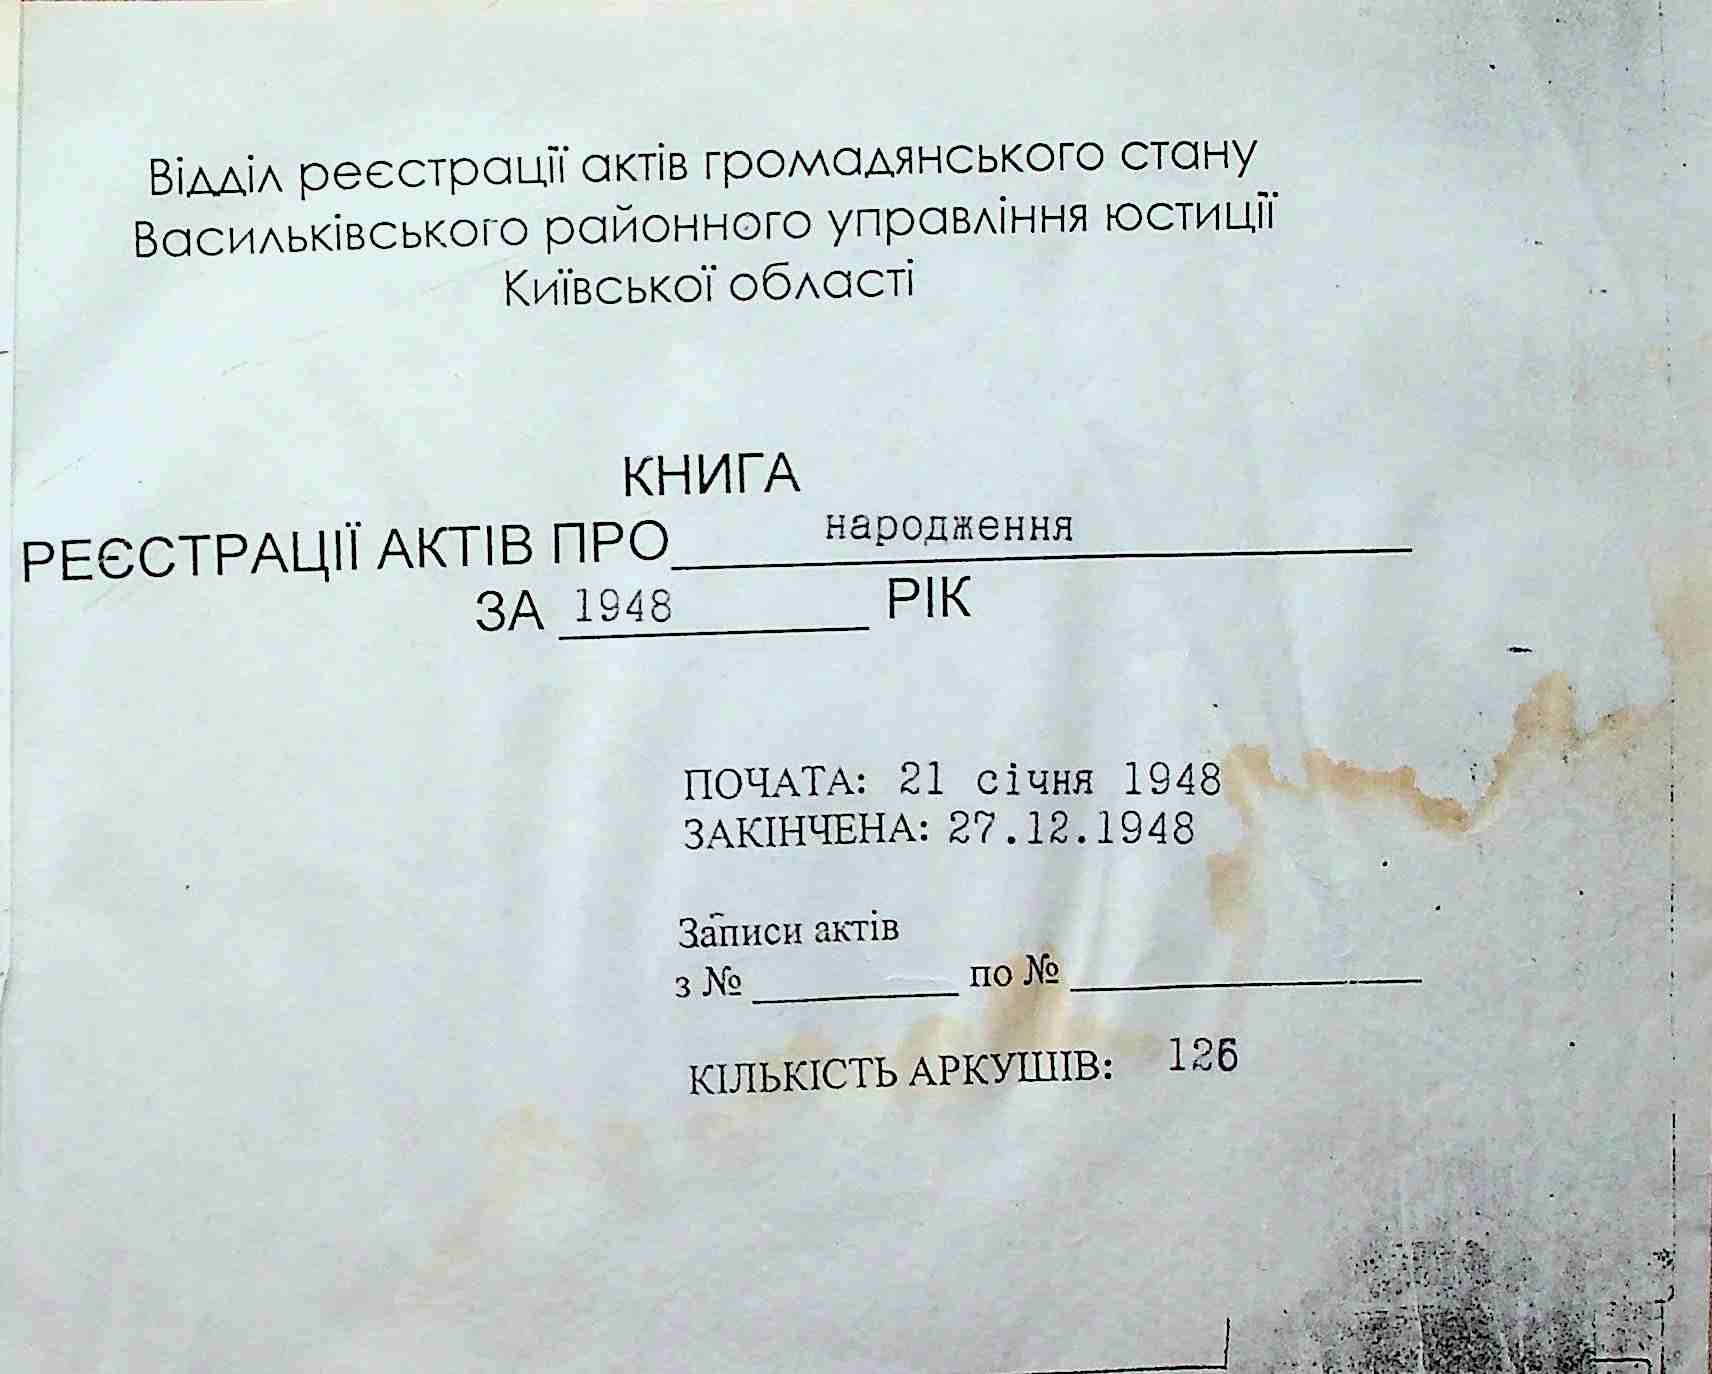 Відділ реєстрації актів громадянського стану
Васильківського районного управління юстиції
Київської області
КНИГА
РЕЄСТРАЦІЇ АКТІВ ПРО народження
ЗА 1948 РІК
ПОЧАТА: 21 січня 1948
ЗАКІНЧЕНА: 27.12.1948
Записи актів
з № по №
КІЛЬКІСТЬ АРКУШІВ: 126